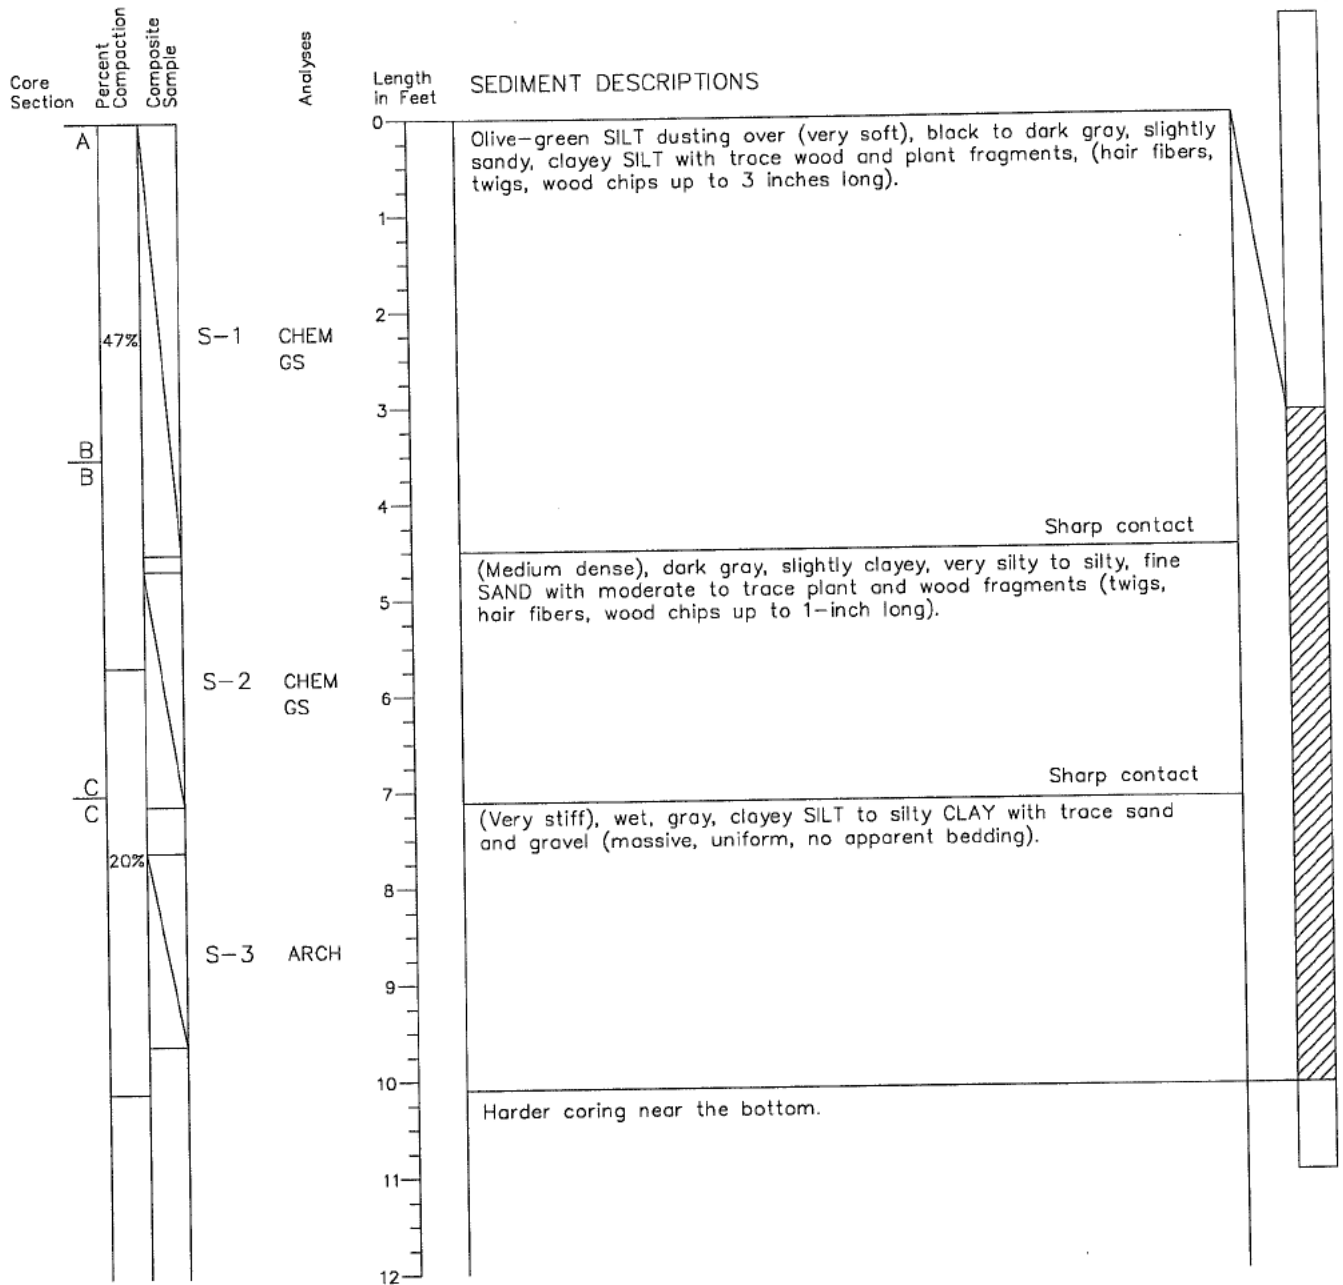 Core
Section
Percent
Compaction
Composite
Sample
Analyses
Length
in Feet
SEDIMENT DESCRIPTIONS
0
A
Olive-green SILT dusting over (very soft), black to dark gray, slightly
sandy, clayey SILT with trace wood and plant fragments, (hair fibers,
twigs, wood chips up to 3 inches long).
1
2
47%
S-1
CHEM
GS
3
B
B
4
Sharp contact
(Medium dense), dark gray, slightly clayey, very silty to silty, fine
SAND with moderate to trace plant and wood fragments (twigs,
hair fibers, wood chips up to 1-inch long).
5
S-2
CHEM
GS
6
Sharp contact
C
C
7
(Very stiff), wet, gray, clayey SILT to silty CLAY with trace sand
and gravel (massive, uniform, no apparent bedding).
20%
8
S-3
ARCH
9
10
Harder coring near the bottom.
11
12